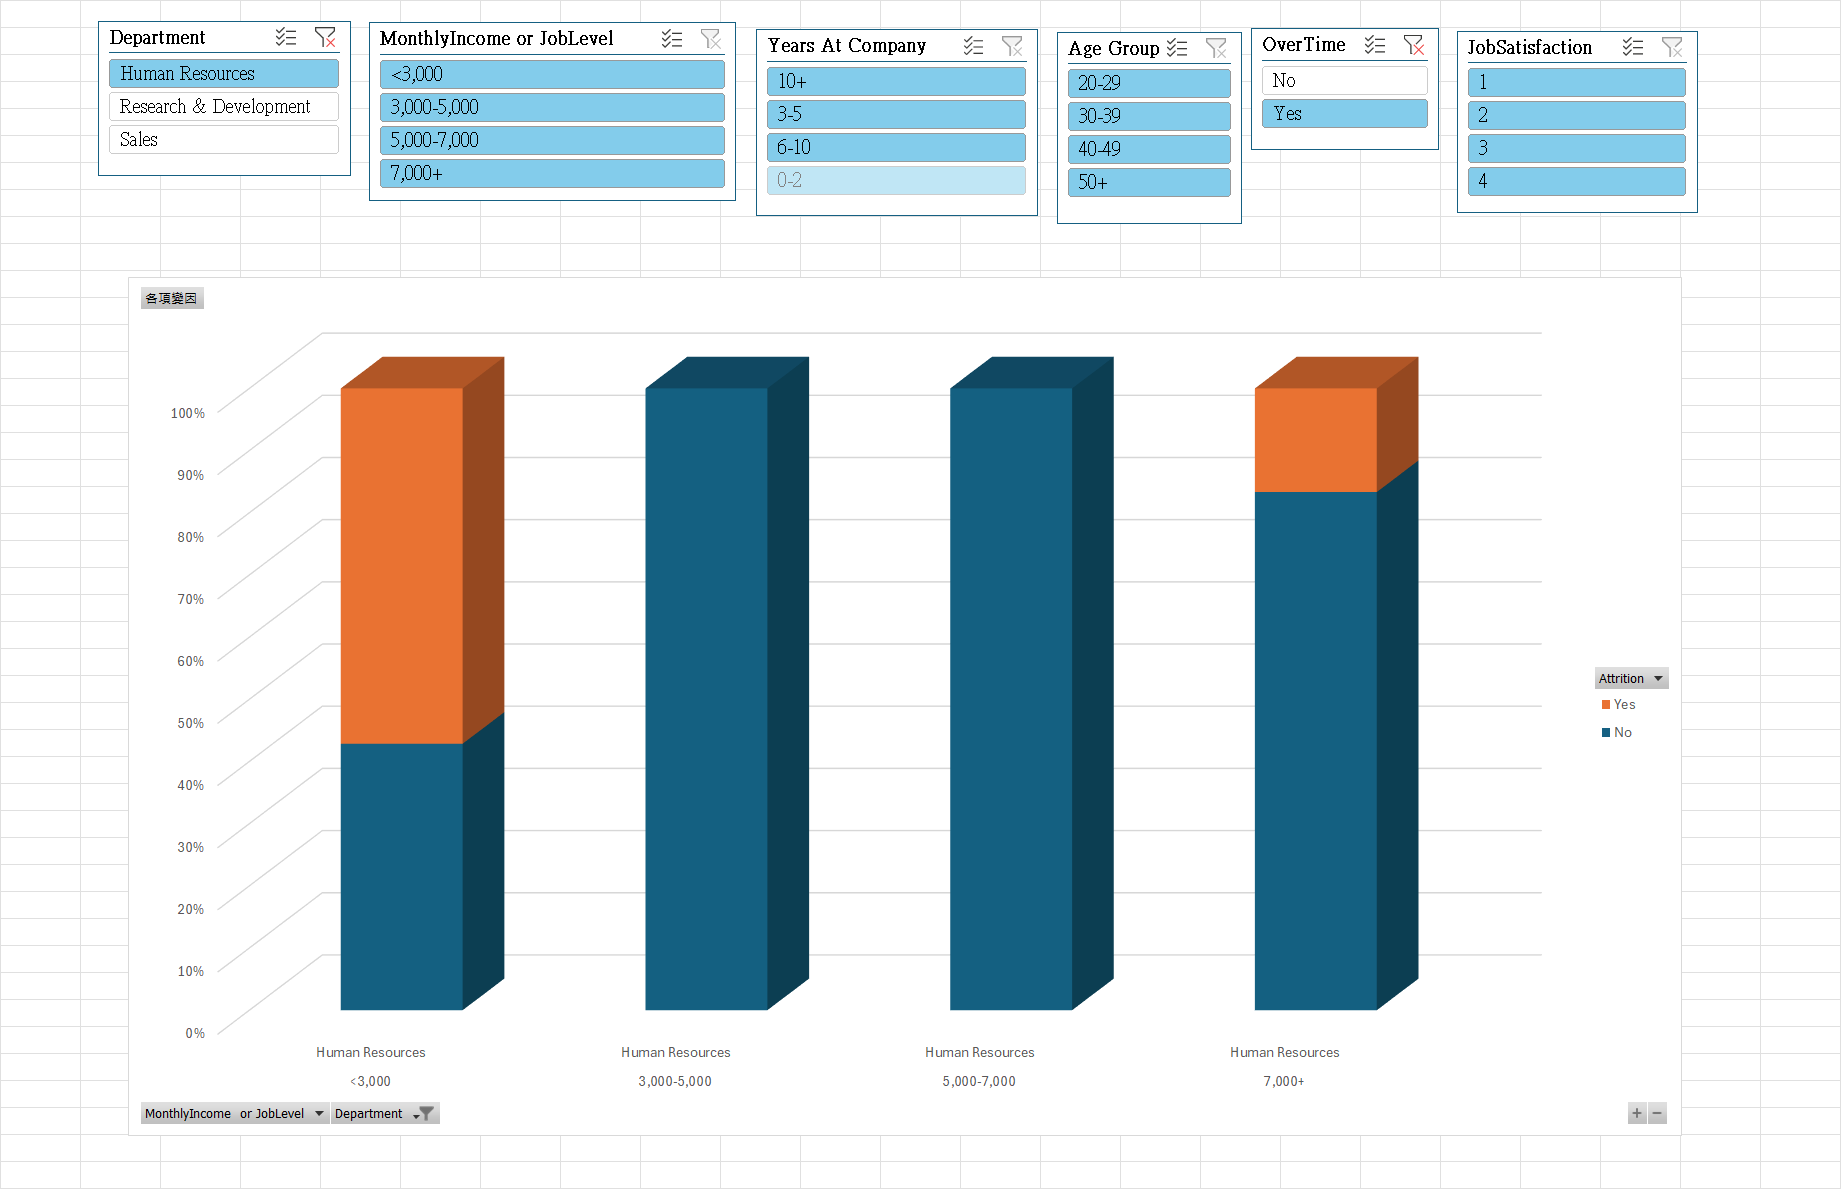 Department
Human Resources
Research & Development
Sales
MonthlyIncome or JobLevel
<3,000
3,000-5,000
5,000-7,000
7,000+
Years At Company
10+
3-5
6-10
0-2
Age Group
20-29
30-39
40-49
50+
OverTime
No
Yes
JobSatisfaction
1
2
3
4
各項變因
100%
90%
80%
70%
60%
50%
40%
30%
20%
10%
0%
Human Resources Human Resources Human Resources Human Resources
<3,000 3,000-5,000 5,000-7,000 7,000+
Attrition
Yes
No
MonthlyIncome or JobLevel Department
+ −